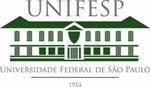 UNIFESP
UNIVERSIDADE FEDERAL DE SÃO PAULO
1933